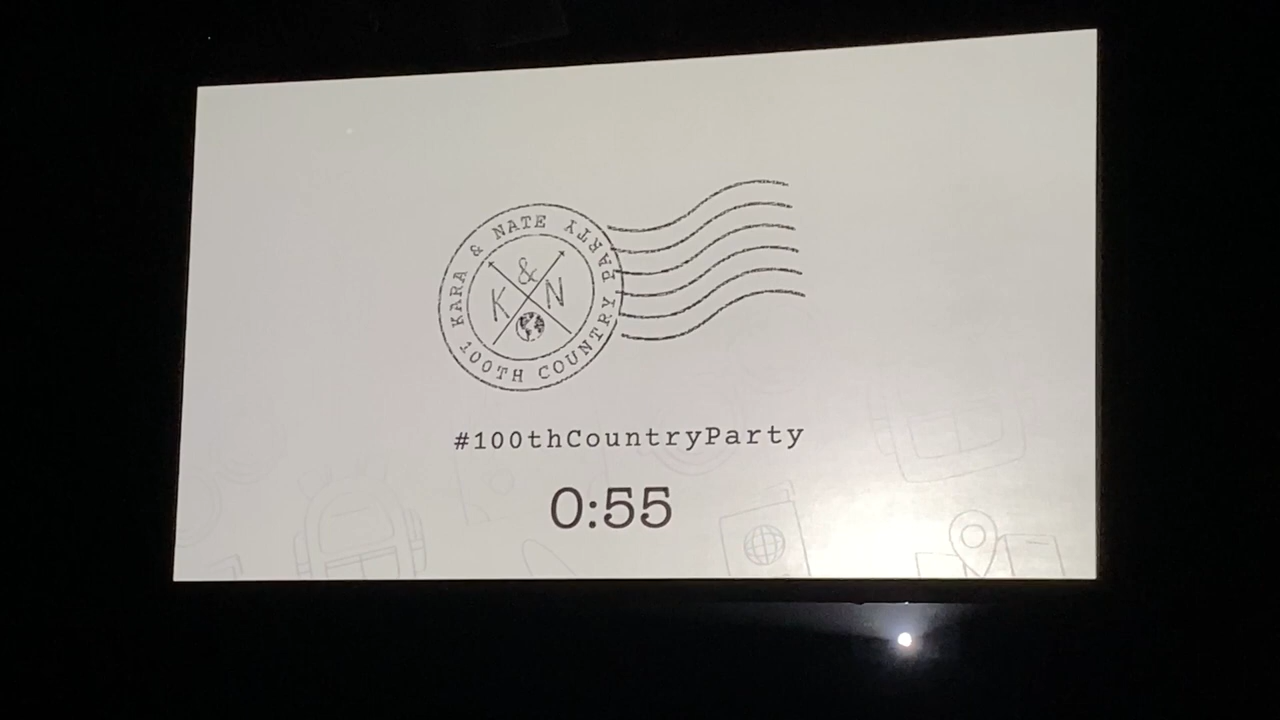 KARA & NATE 100TH COUNTRY PARTY
K & N
#100thCountryParty
0:55